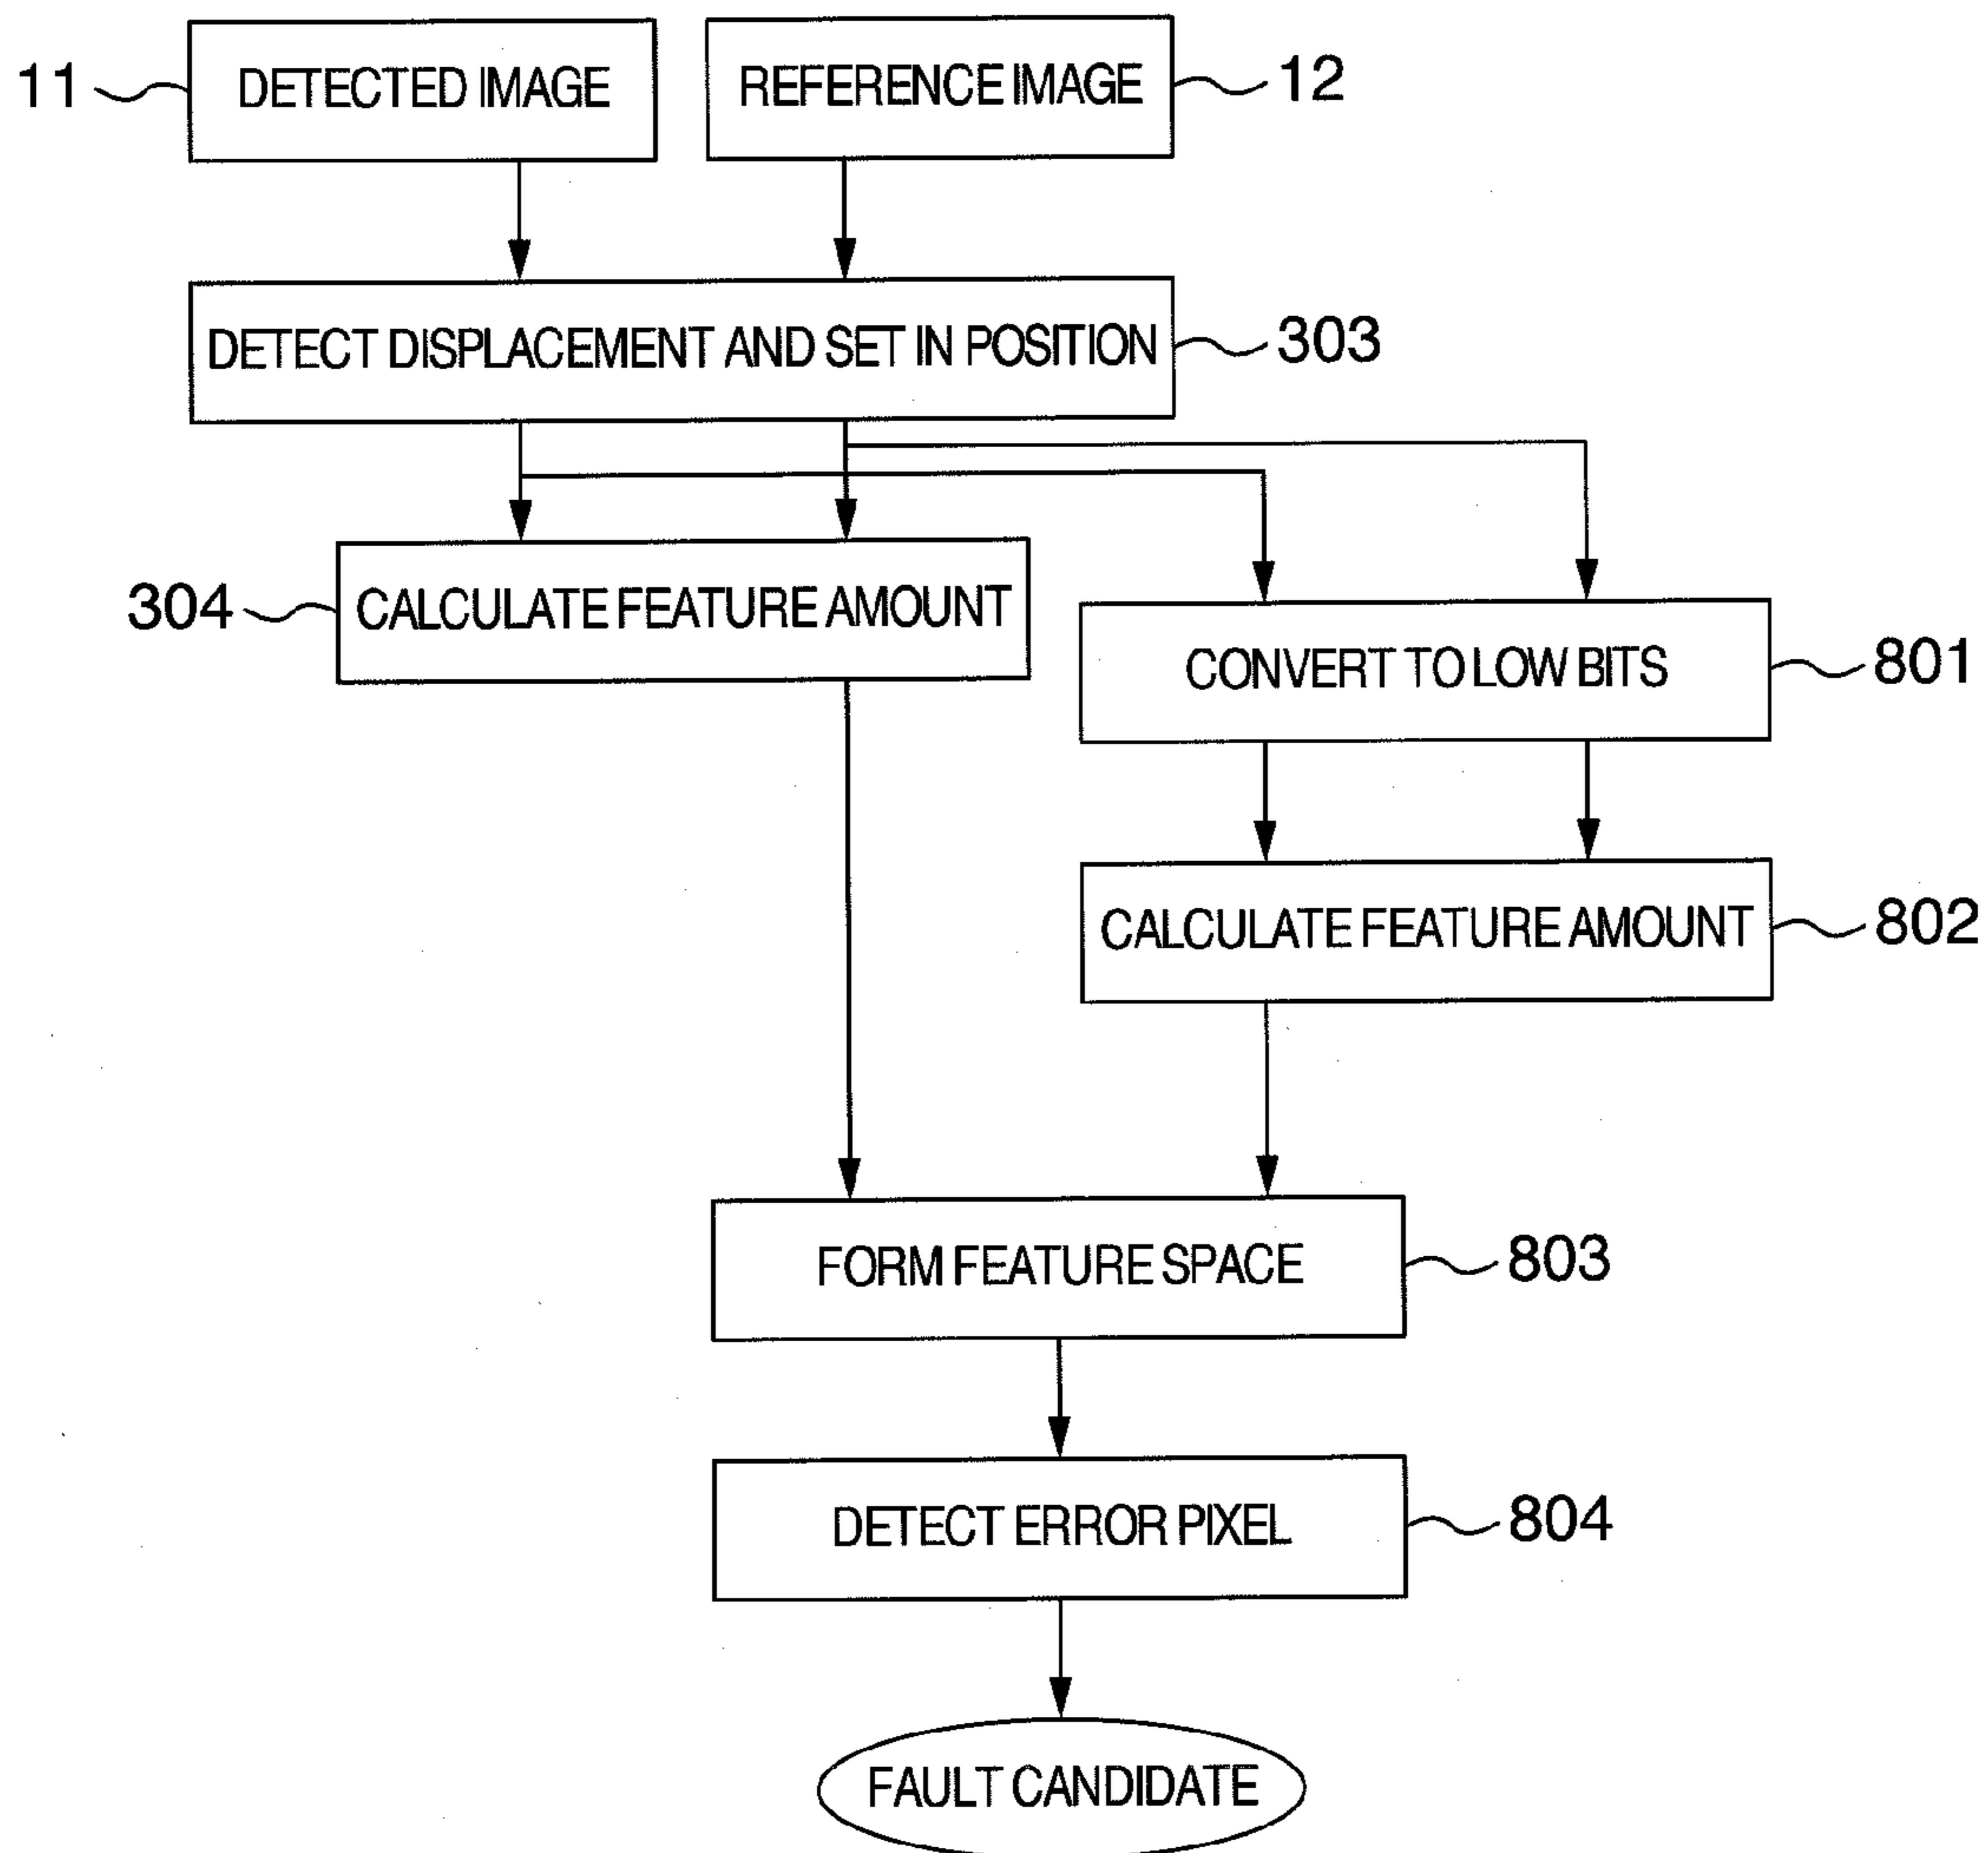 11
DETECTED IMAGE
REFERENCE IMAGE
12
DETECT DISPLACEMENT AND SET IN POSITION
303
304
CALCULATE FEATURE AMOUNT
CONVERT TO LOW BITS
801
CALCULATE FEATURE AMOUNT
802
FORM FEATURE SPACE
803
DETECT ERROR PIXEL
804
FAULT CANDIDATE